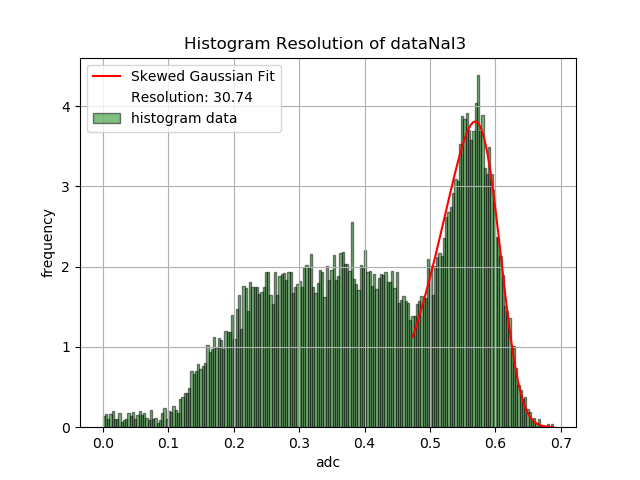 Histogram Resolution of dataNaI3
Skewed Gaussian Fit
Resolution: 30.74
histogram data
frequency
4
3
2
1
0
0.0 0.1 0.2 0.3 0.4 0.5 0.6 0.7
adc